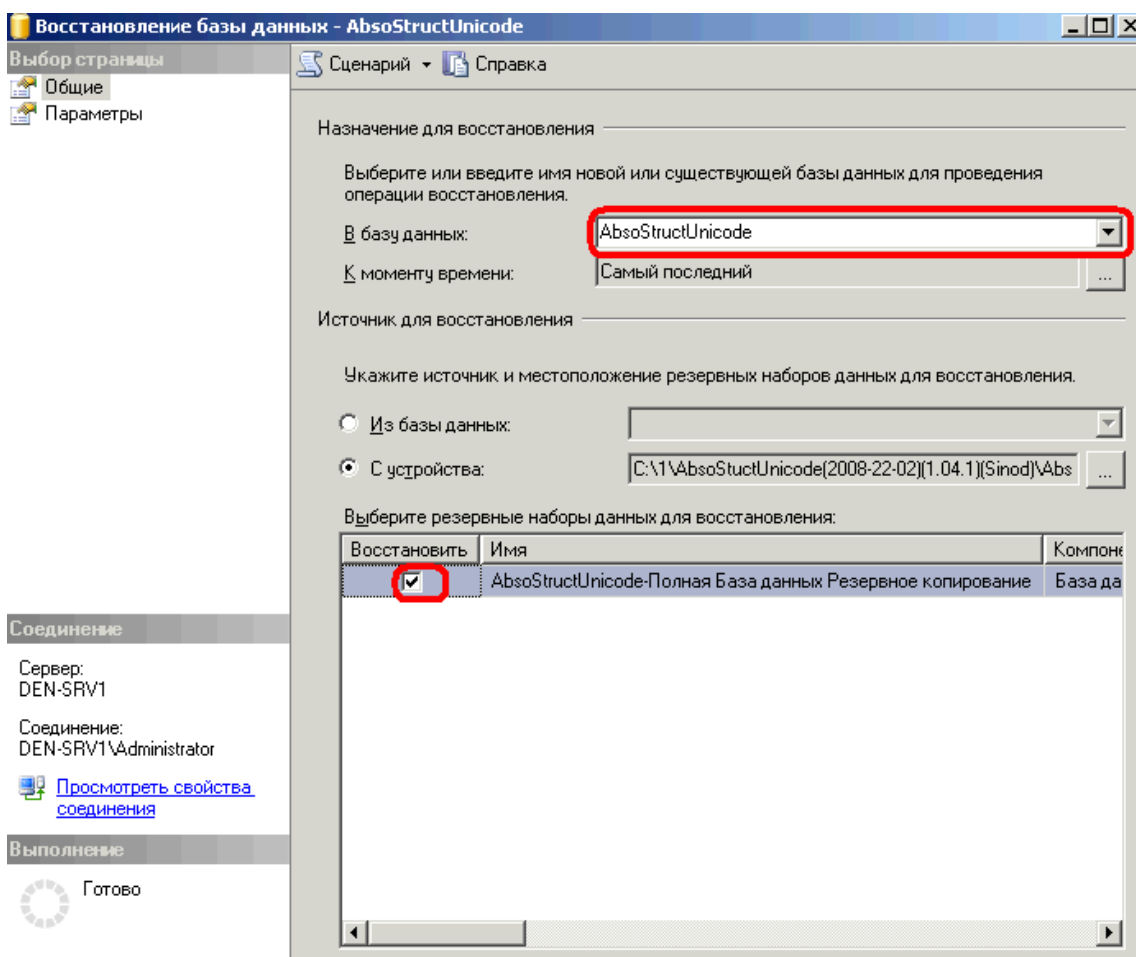 Восстановление базы данных - AbsoStructUnicode
Выбор страницы
Общие
Параметры
Сценарий
Справка
Назначение для восстановления
Выберите или введите имя новой или существующей базы данных для проведения
операции восстановления.
В базу данных:
AbsoStructUnicode
К моменту времени:
Самый последний
...
Источник для восстановления
Укажите источник и местоположение резервных наборов данных для восстановления.
Из базы данных:
С устройства:
C:\1\AbsoStuctUnicode(2008-22-02)(1.04.1)(Sinod)\Abs
...
Выберите резервные наборы данных для восстановления:
Восстановить
Имя
Компоне
AbsoStructUnicode-Полная База данных Резервное копирование
База да
Соединение
Сервер:
DEN-SRV1
Соединение:
DEN-SRV1\Administrator
Просмотреть свойства
соединения
Выполнение
Готово